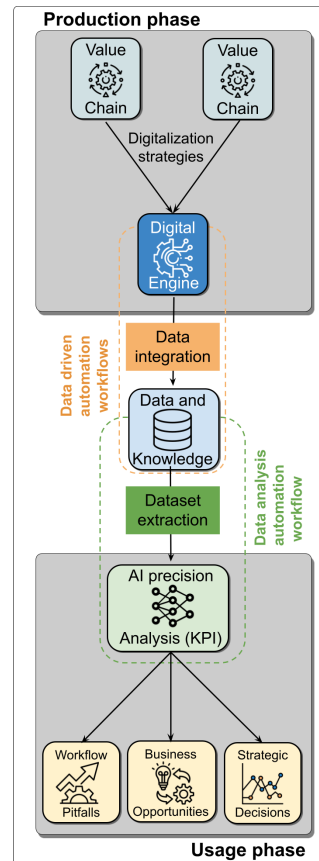 Production phase
Value
Chain
Value
Chain
Digitalization
strategies
Digital
Engine
Data driven
automation
workflows
Data
integration
Data and
Knowledge
Dataset
extraction
Data analysis
automation
workflow
AI precision
Analysis (KPI)
Workflow
Pitfalls
Business
Opportunities
Strategic
Decisions
Usage phase